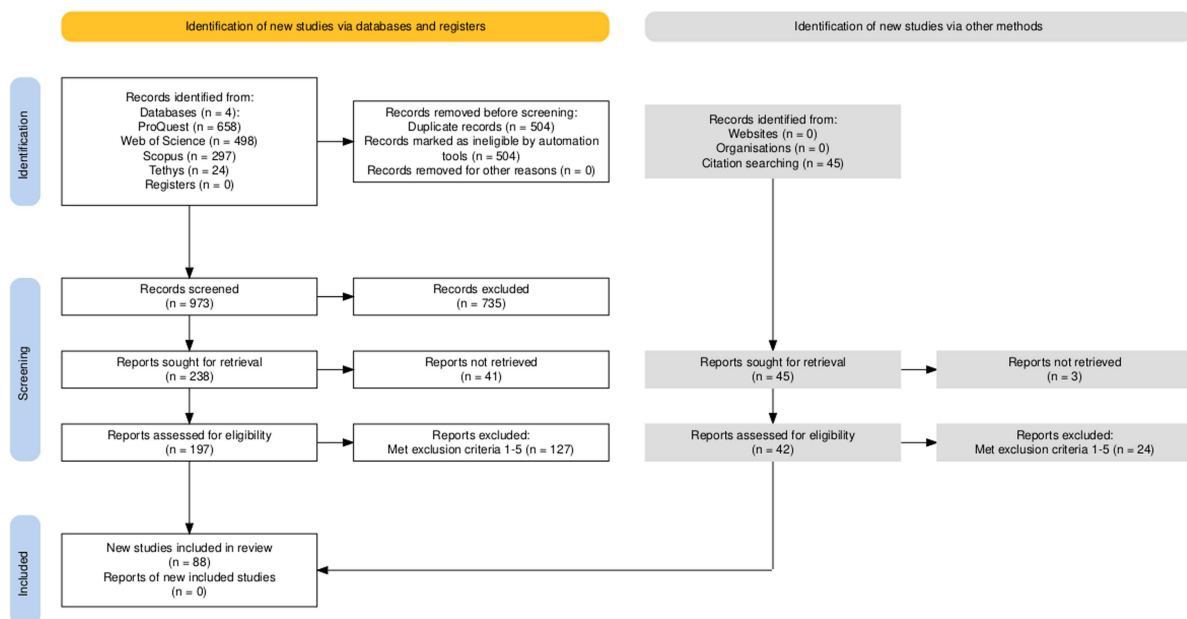 Identification of new studies via databases and registers
Identification of new studies via other methods
Identification
Records identified from:
Databases (n = 4):
ProQuest (n = 658)
Web of Science (n = 498)
Scopus (n = 297)
Tethys (n = 24)
Registers (n = 0)
Records removed before screening:
Duplicate records (n = 504)
Records marked as ineligible by automation
tools (n = 504)
Records removed for other reasons (n = 0)
Records identified from:
Websites (n = 0)
Organisations (n = 0)
Citation searching (n = 45)
Screening
Records screened
(n = 973)
Records excluded
(n = 735)
Reports sought for retrieval
(n = 238)
Reports not retrieved
(n = 41)
Reports sought for retrieval
(n = 45)
Reports not retrieved
(n = 3)
Reports assessed for eligibility
(n = 197)
Reports excluded:
Met exclusion criteria 1-5 (n = 127)
Reports assessed for eligibility
(n = 42)
Reports excluded:
Met exclusion criteria 1-5 (n = 24)
Included
New studies included in review
(n = 88)
Reports of new included studies
(n = 0)